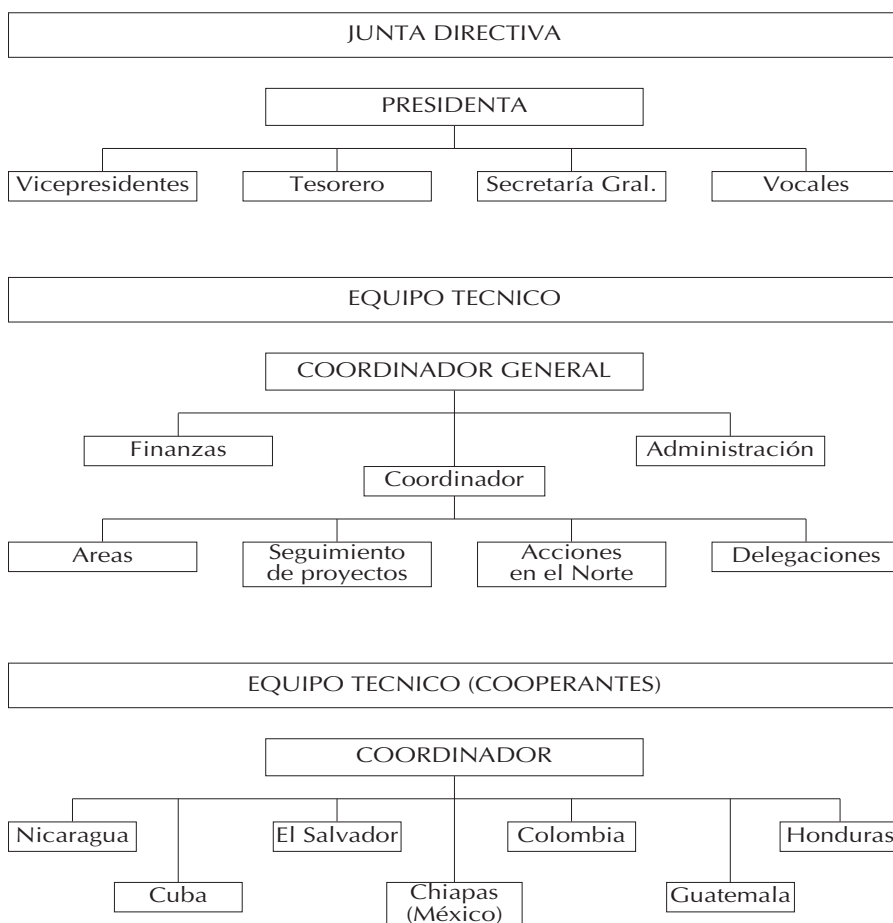 JUNTA DIRECTIVA
PRESIDENTA
Vicepresidentes
Tesorero
Secretaría Gral.
Vocales
EQUIPO TECNICO
COORDINADOR GENERAL
Finanzas
Administración
Coordinador
Areas
Seguimiento
de proyectos
Acciones
en el Norte
Delegaciones
EQUIPO TECNICO (COOPERANTES)
COORDINADOR
Nicaragua
El Salvador
Colombia
Honduras
Cuba
Chiapas
(México)
Guatemala